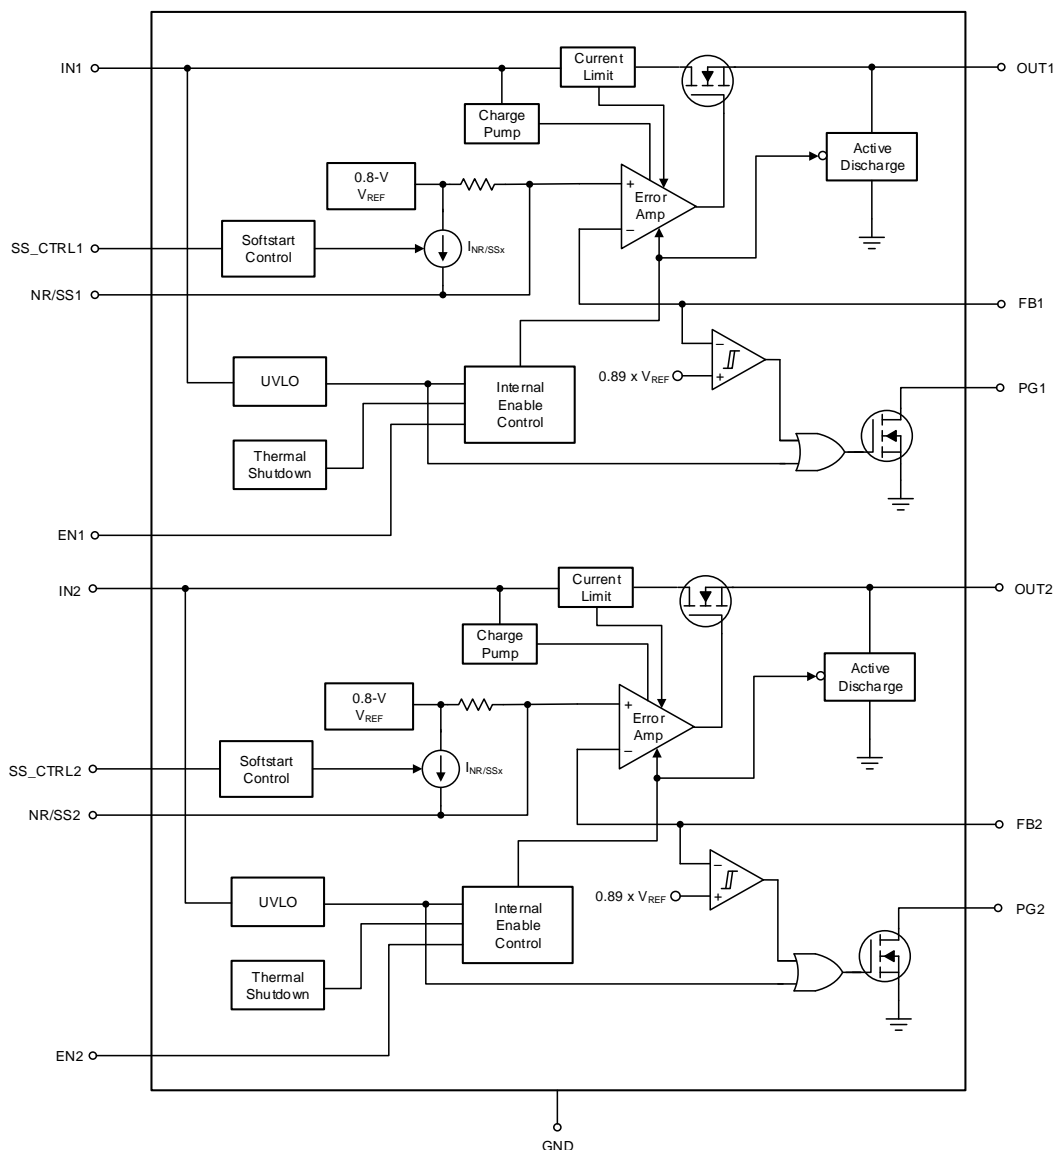 IN1
Current
Limit
OUT1
Charge
Pump
Active
Discharge
0.8-V
VREF
+
Error
Amp
−
SS_CTRL1
Softstart
Control
INR/SSx
NR/SS1
FB1
UVLO
Internal
Enable
Control
−
0.89 x VREF
+
PG1
Thermal
Shutdown
EN1
IN2
Current
Limit
OUT2
Charge
Pump
Active
Discharge
0.8-V
VREF
+
Error
Amp
−
SS_CTRL2
Softstart
Control
INR/SSx
NR/SS2
FB2
UVLO
Internal
Enable
Control
−
0.89 x VREF
+
PG2
Thermal
Shutdown
EN2
GND